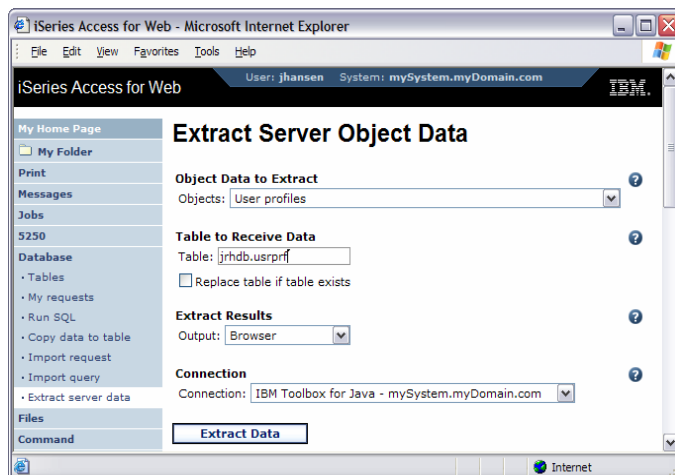 iSeries Access for Web - Microsoft Internet Explorer
File Edit View Favorites Tools Help
User: jhansen System: mySystem.myDomain.com
iSeries Access for Web
IBM.
My Home Page
My Folder
Print
Messages
Jobs
5250
Database
• Tables
• My requests
• Run SQL
• Copy data to table
• Import request
• Import query
• Extract server data
Files
Command
Extract Server Object Data
Object Data to Extract
Objects: User profiles
Table to Receive Data
Table: jrhdb.usrprf
Replace table if table exists
Extract Results
Output: Browser
Connection
Connection: IBM Toolbox for Java - mySystem.myDomain.com
Extract Data
Internet